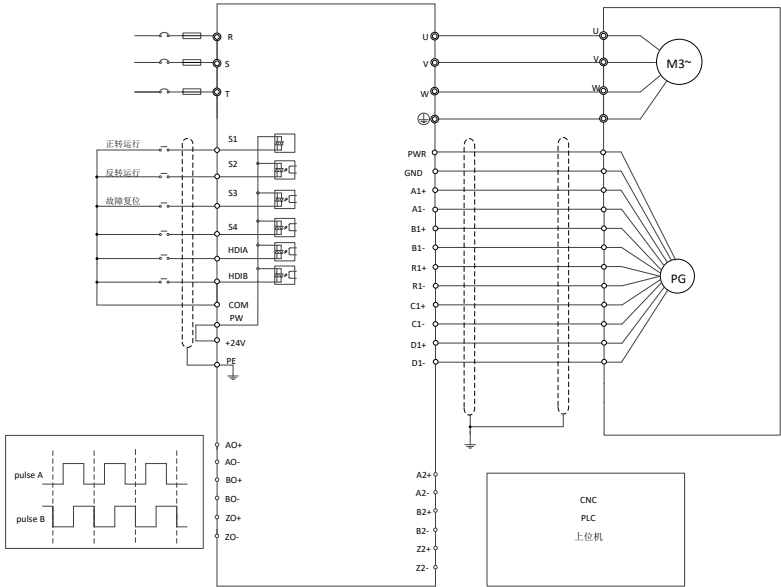 R
S
T
正转运行
反转运行
故障复位
S1
S2
S3
S4
HDIA
HDIB
COM
PW
+24V
PE
AO+
AO-
BO+
BO-
ZO+
ZO-
pulse A
pulse B
U
V
W
PWR
GND
A1+
A1-
B1+
B1-
R1+
R1-
C1+
C1-
D1+
D1-
A2+
A2-
B2+
B2-
Z2+
Z2-
U
V
W
M3~
PG
CNC
PLC
上位机